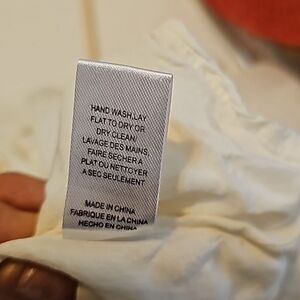 HAND WASH,LAY
FLAT TO DRY OR
DRY CLEAN/
LAVAGE DES MAINS,
FAIRE SECHER A
PLAT OU NETTOYER
A SEC SEULEMENT
MADE IN CHINA
FABRIQUE EN LA CHINA
HECHO EN CHINA